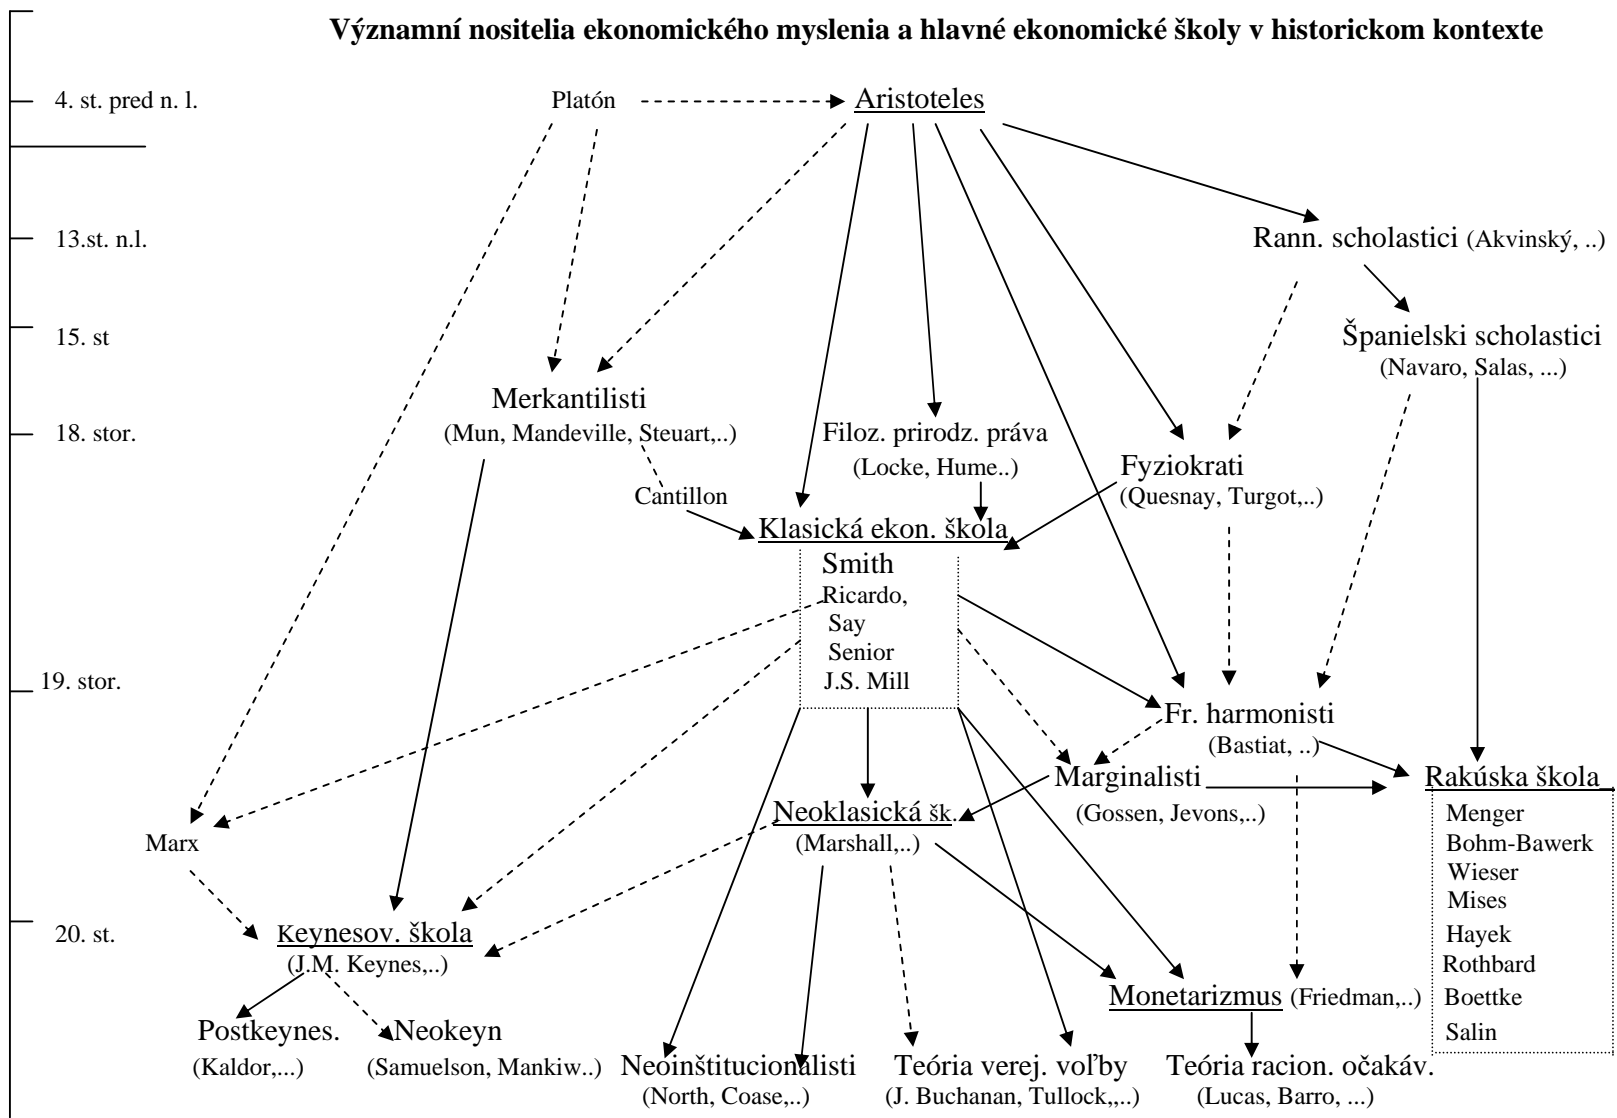 Významní nositelia ekonomického myslenia a hlavné ekonomické školy v historickom kontexte
4. st. pred n. l.
Platón
Aristoteles
13.st. n.l.
Rann. scholastici (Akvinský, ..)
15. st
Španielski scholastici
(Navaro, Salas, ...)
Merkantilisti
(Mun, Mandeville, Steuart,..)
18. stor.
Filoz. prirodz. práva
(Locke, Hume..)
Fyziokrati
(Quesnay, Turgot,..)
Cantillon
Klasická ekon. škola
Smith
Ricardo,
Say
Senior
J.S. Mill
19. stor.
Fr. harmonisti
(Bastiat, ..)
Marginalisti
(Gossen, Jevons,..)
Rakúska škola
Menger
Bohm-Bawerk
Wieser
Mises
Hayek
Rothbard
Boettke
Salin
Neoklasická šk.
(Marshall,..)
Marx
20. st.
Keynesov. škola
(J.M. Keynes,..)
Monetarizmus (Friedman,..)
Postkeynes.
(Kaldor,...)
Neokeyn
(Samuelson, Mankiw..)
Neoinštitucionalisti
(North, Coase,..)
Teória verej. voľby
(J. Buchanan, Tullock,,..)
Teória racion. očakáv.
(Lucas, Barro, ...)